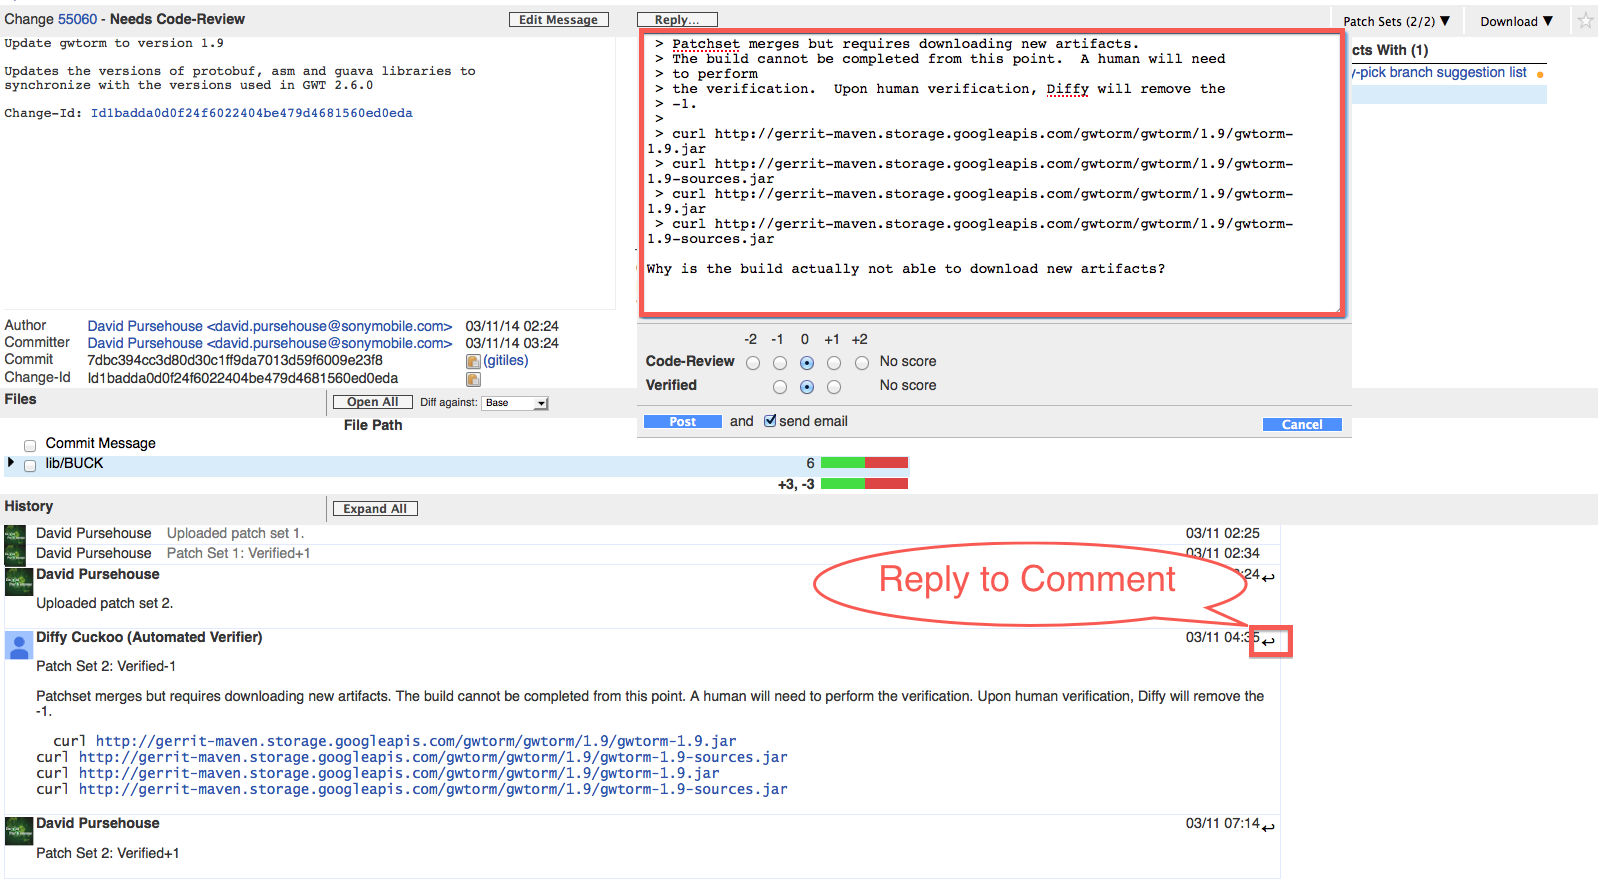 Change 55060 - Needs Code-Review
Edit Message
Reply...
Patch Sets (2/2) ▼
Download ▼
Update gwtorm to version 1.9
Updates the versions of protobuf, asm and guava libraries to
synchronize with the versions used in GWT 2.6.0
Change-Id: Id1badda0d0f24f6022404be479d4681560ed0eda
> Patchset merges but requires downloading new artifacts.
> The build cannot be completed from this point.  A human will need
> to perform
> the verification.  Upon human verification, Diffy will remove the
> -1.
>
> curl http://gerrit-maven.storage.googleapis.com/gwtorm/gwtorm/1.9/gwtorm-
1.9.jar
> curl http://gerrit-maven.storage.googleapis.com/gwtorm/gwtorm/1.9/gwtorm-
1.9-sources.jar
> curl http://gerrit-maven.storage.googleapis.com/gwtorm/gwtorm/1.9/gwtorm-
1.9.jar
> curl http://gerrit-maven.storage.googleapis.com/gwtorm/gwtorm/1.9/gwtorm-
1.9-sources.jar
Why is the build actually not able to download new artifacts?
cts With (1)
y-pick branch suggestion list
Author David Pursehouse <david.pursehouse@sonymobile.com> 03/11/14 02:24
Committer David Pursehouse <david.pursehouse@sonymobile.com> 03/11/14 03:24
Commit 7dbc394cc3d80d30c1ff9da7013d59f6009e23f8 (gitiles)
Change-Id Id1badda0d0f24f6022404be479d4681560ed0eda
-2 -1 0 +1 +2
Code-Review No score
Verified No score
Post and send email
Cancel
Files
Open All
Diff against: Base
File Path
Commit Message
lib/BUCK 6
+3, -3
History
Expand All
David Pursehouse Uploaded patch set 1. 03/11 02:25
David Pursehouse Patch Set 1: Verified+1 03/11 02:34
David Pursehouse :24
Uploaded patch set 2.
Reply to Comment
Diffy Cuckoo (Automated Verifier) 03/11 04:35
Patch Set 2: Verified-1
Patchset merges but requires downloading new artifacts. The build cannot be completed from this point. A human will need to perform the verification. Upon human verification, Diffy will remove the
-1.
curl http://gerrit-maven.storage.googleapis.com/gwtorm/gwtorm/1.9/gwtorm-1.9.jar
curl http://gerrit-maven.storage.googleapis.com/gwtorm/gwtorm/1.9/gwtorm-1.9-sources.jar
curl http://gerrit-maven.storage.googleapis.com/gwtorm/gwtorm/1.9/gwtorm-1.9.jar
curl http://gerrit-maven.storage.googleapis.com/gwtorm/gwtorm/1.9/gwtorm-1.9-sources.jar
David Pursehouse 03/11 07:14
Patch Set 2: Verified+1